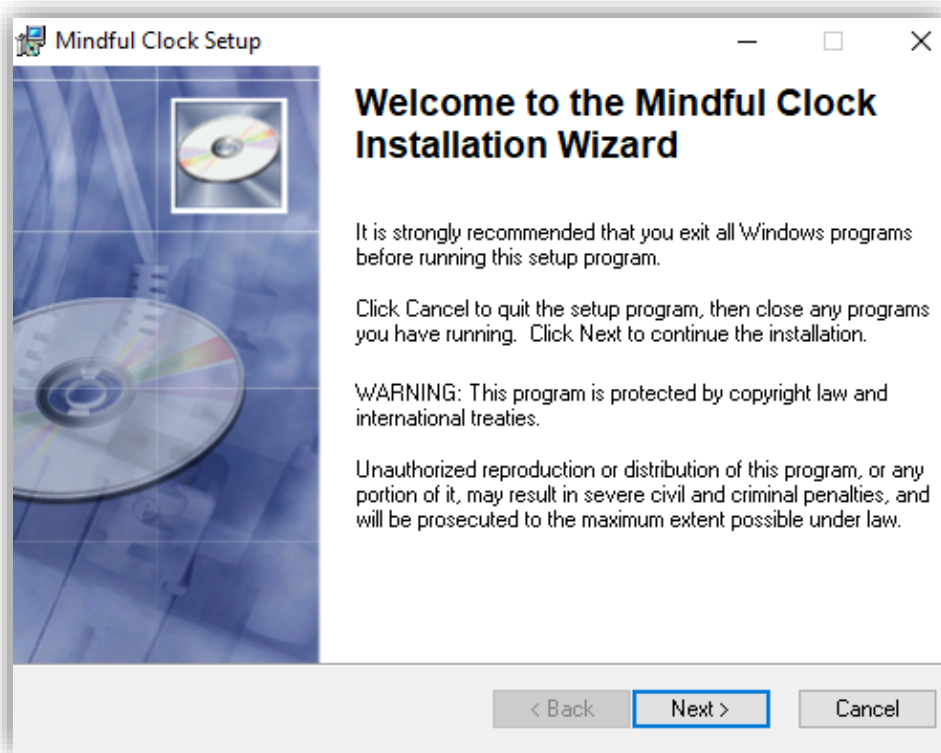 Mindful Clock Setup
Welcome to the Mindful Clock
Installation Wizard
It is strongly recommended that you exit all Windows programs
before running this setup program.
Click Cancel to quit the setup program, then close any programs
you have running.  Click Next to continue the installation.
WARNING: This program is protected by copyright law and
international treaties.
Unauthorized reproduction or distribution of this program, or any
portion of it, may result in severe civil and criminal penalties, and
will be prosecuted to the maximum extent possible under law.
< Back
Next >
Cancel